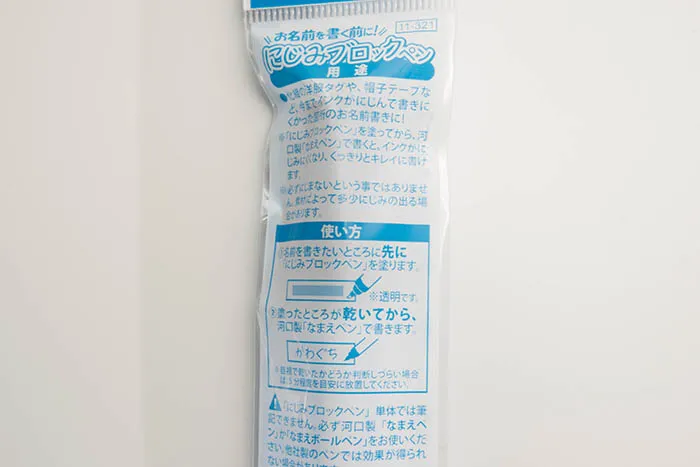 11-321
お名前を書く前に!
にじみブロックペン
用途
洋服タグや、帽子テープな
ど、今までインクがにじんで書きに
くかった箇所のお名前書きに!
※「にじみブロックペン」を塗ってから、河
口製「なまえペン」で書くと、インクがに
じみにくくなり、くっきりとキレイに書け
ます。
※必ずにじまないという事ではありませ
ん。素材によって多少にじみの出る場
合があります。
使い方
①名前を書きたいところに先に
「にじみブロックペン」を塗ります。
※透明です。
②塗ったところが乾いてから、
河口製「なまえペン」で書きます。
かわぐち
※目視で乾いたかどうか判断しづらい場合
は、5分程度を目安に放置してください。
「にじみブロックペン」単体では筆
記できません。必ず河口製「なまえペ
ン」か「なまえボールペン」をお使いくだ
さい。他社製のペンでは効果が得られ
ない場合があります。